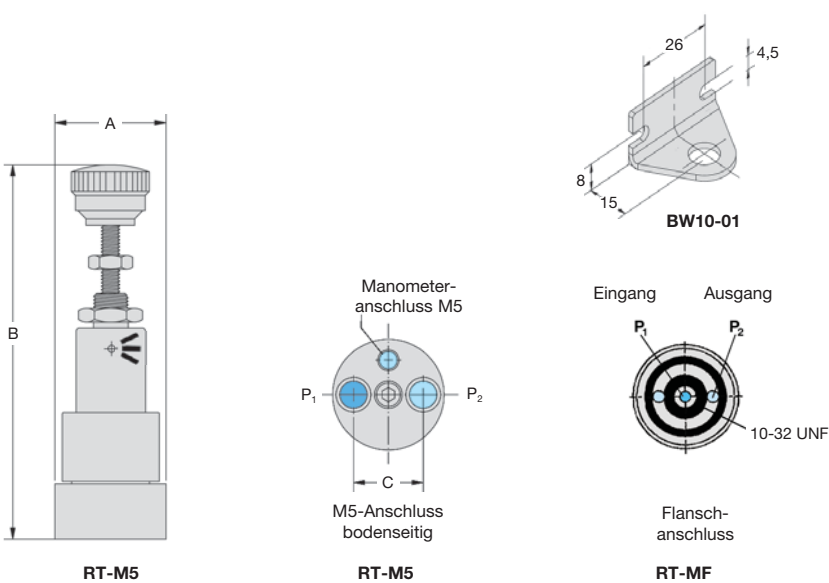 26
4,5
A
8
15
BW10-01
Manometer-
anschluss M5
Eingang Ausgang
P1 P2
B
P1 P2
10-32 UNF
C
M5-Anschluss
bodenseitig
Flansch-
anschluss
RT-M5 RT-M5 RT-MF